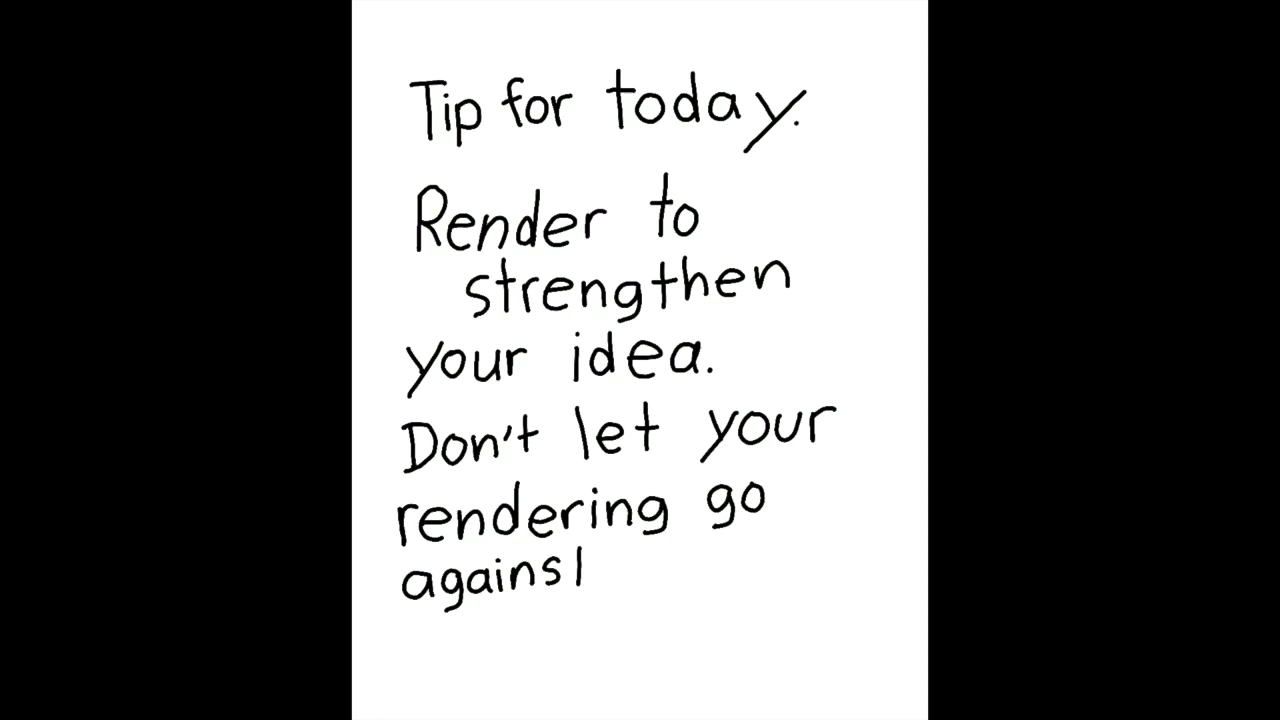 Tip for today.
Render to
strengthen
your idea.
Don't let your
rendering go
agains